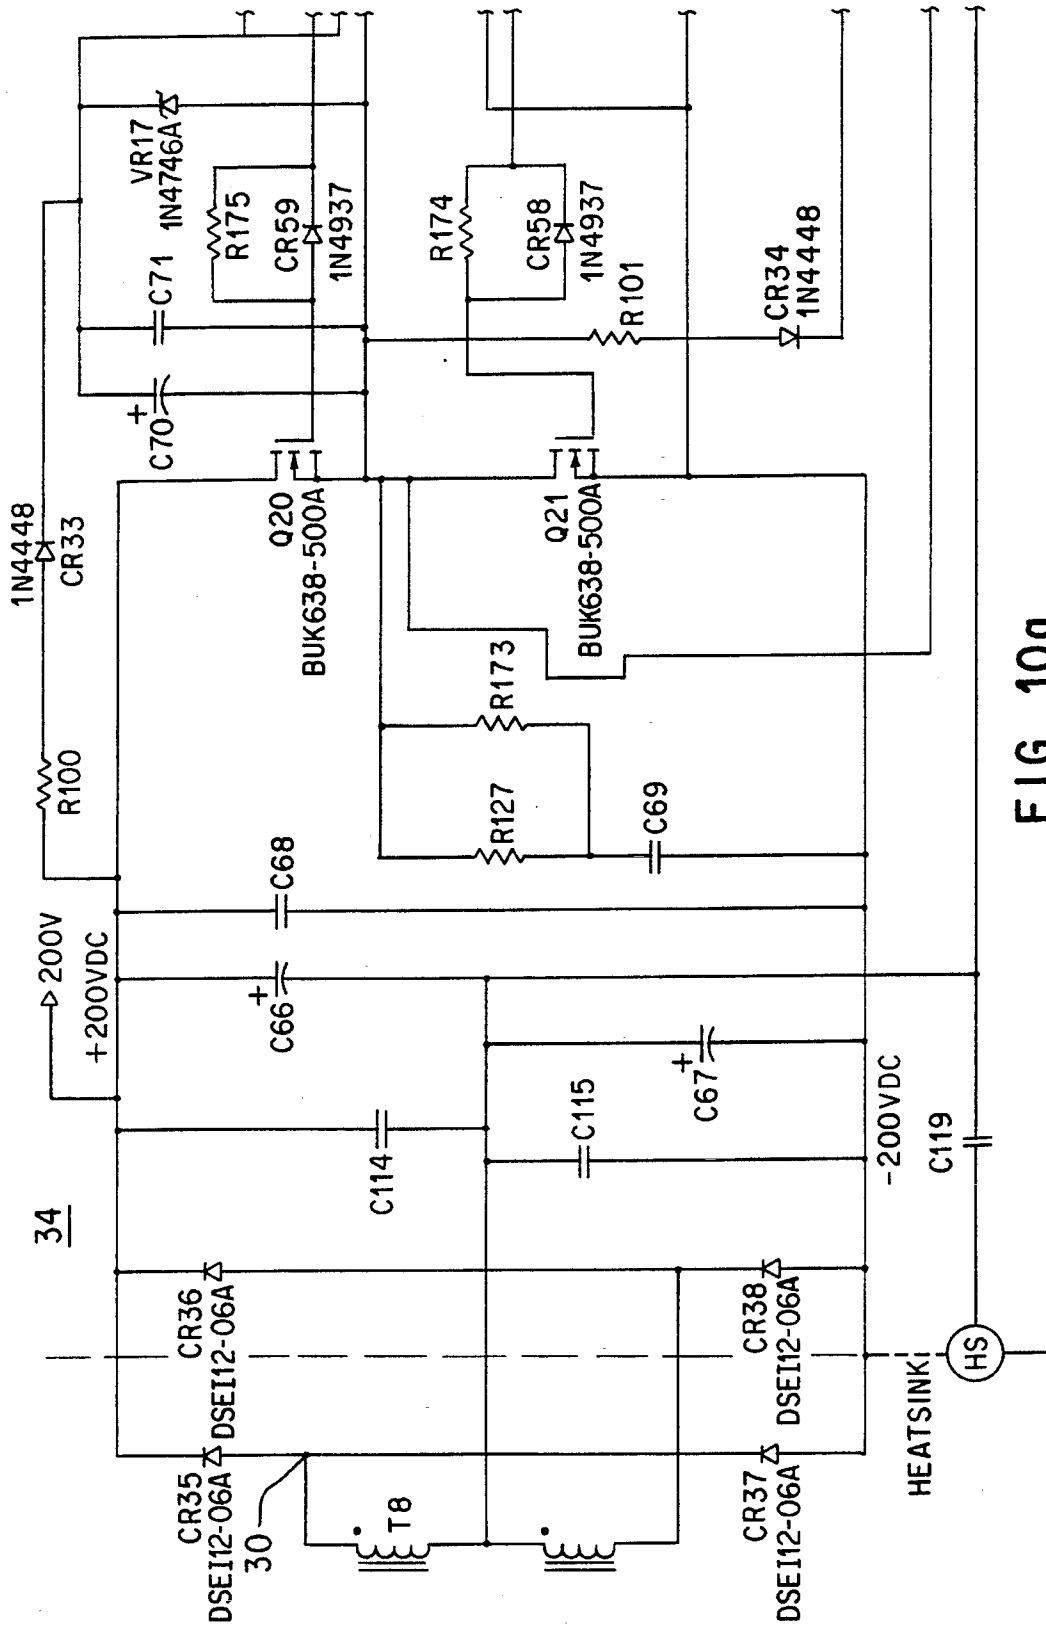 34
200V
+200VDC
1N4448
CR33
R100
VR17
1N4746A
C71
+
C70
R175
CR59
1N4937
Q20
BUK638-500A
R174
CR58
1N4937
R101
CR34
1N4448
Q21
BUK638-500A
R173
R127
C69
C68
+
C66
+
C67
C114
C115
-200VDC
C119
CR36
DSEI12-06A
CR35
DSEI12-06A
30
T8
CR38
DSEI12-06A
CR37
DSEI12-06A
HEATSINK
HS
FIG. 10a